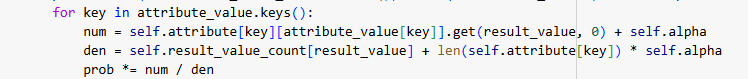 for key in attribute_value.keys():
num = self.attribute[key][attribute_value[key]].get(result_value, 0) + self.alpha
den = self.result_value_count[result_value] + len(self.attribute[key]) * self.alpha
prob *= num / den